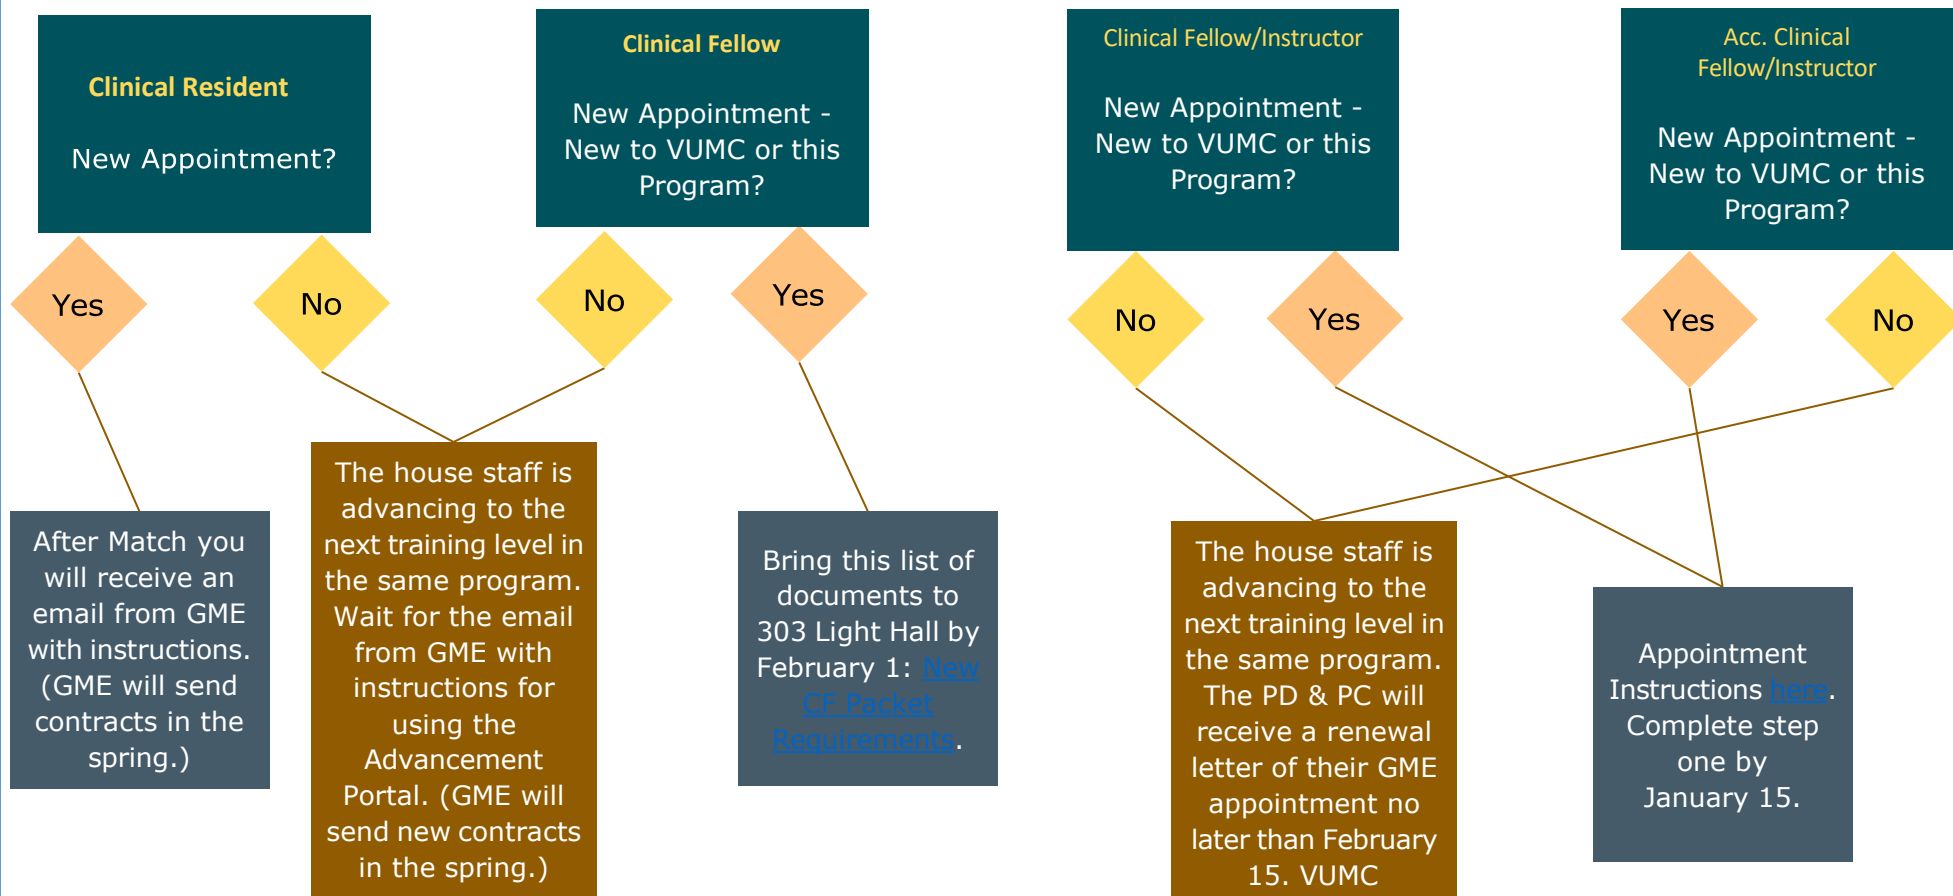 Clinical Resident
New Appointment?
Clinical Fellow
New Appointment -
New to VUMC or this
Program?
Clinical Fellow/Instructor
New Appointment -
New to VUMC or this
Program?
Acc. Clinical
Fellow/Instructor
New Appointment -
New to VUMC or this
Program?
Yes
No
No
Yes
No
Yes
Yes
No
After Match you
will receive an
email from GME
with instructions.
(GME will send
contracts in the
spring.)
The house staff is
advancing to the
next training level in
the same program.
Wait for the email
from GME with
instructions for
using the
Advancement
Portal. (GME will
send new contracts
in the spring.)
Bring this list of
documents to
303 Light Hall by
February 1: New
CF Packet
Requirements.
The house staff is
advancing to the
next training level in
the same program.
The PD & PC will
receive a renewal
letter of their GME
appointment no
later than February
15. VUMC
Appointment
Instructions here.
Complete step
one by
January 15.